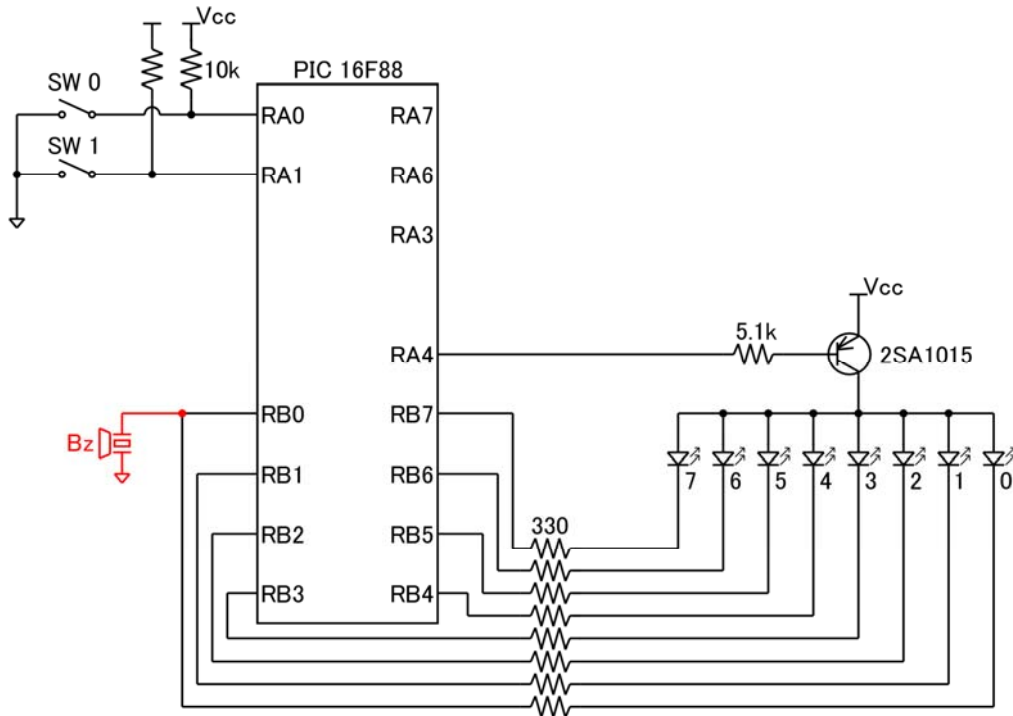 Vcc
10k
PIC 16F88
SW 0
RA0
RA7
SW 1
RA1
RA6
RA3
Vcc
5.1k
RA4
2SA1015
RB0
RB7
Bz
RB1
RB6
7
6
5
4
3
2
1
0
330
RB2
RB5
RB3
RB4